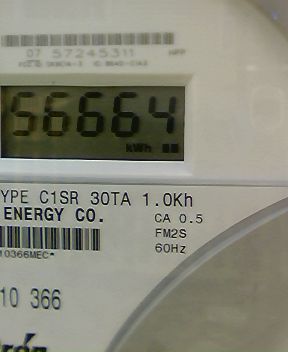 07 57245311
56664
kWh
YPE C1SR 30TA 1.0Kh
ENERGY CO. CA 0.5
FM2S
10366MEC*
60Hz
10 366